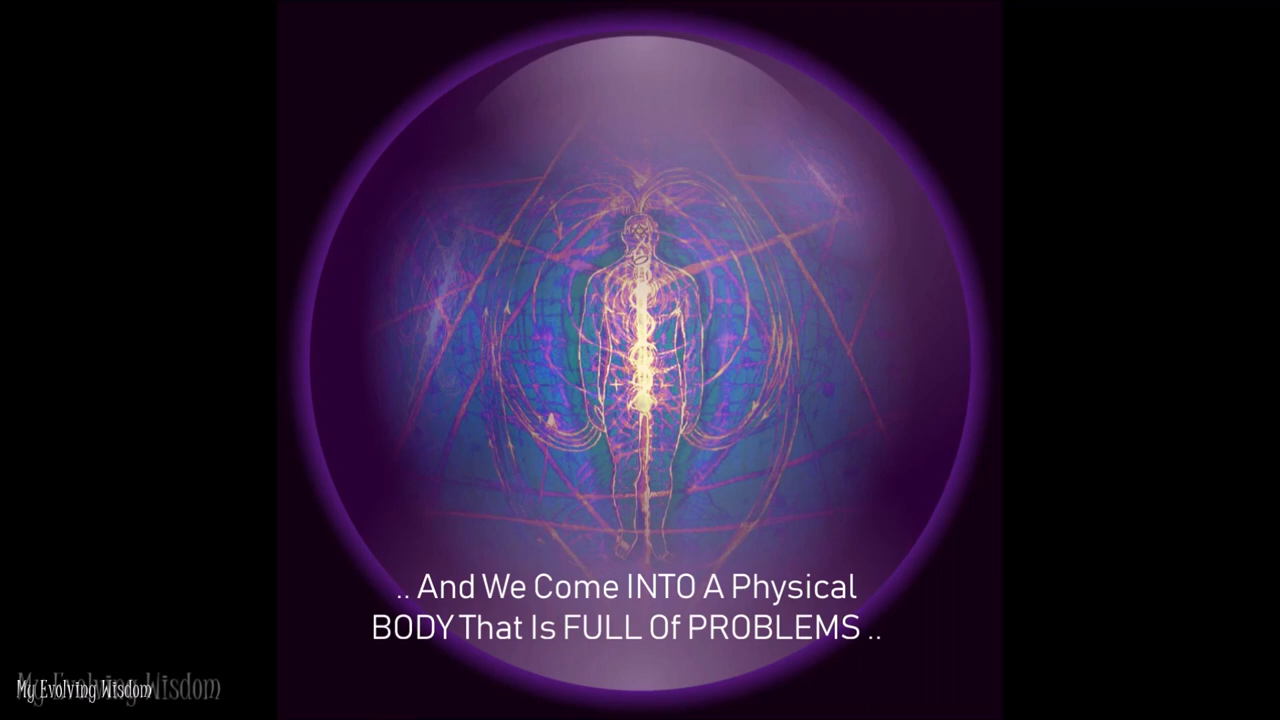 .. And We Come INTO A Physical
BODY That Is FULL Of PROBLEMS ..
My Evolving Wisdom